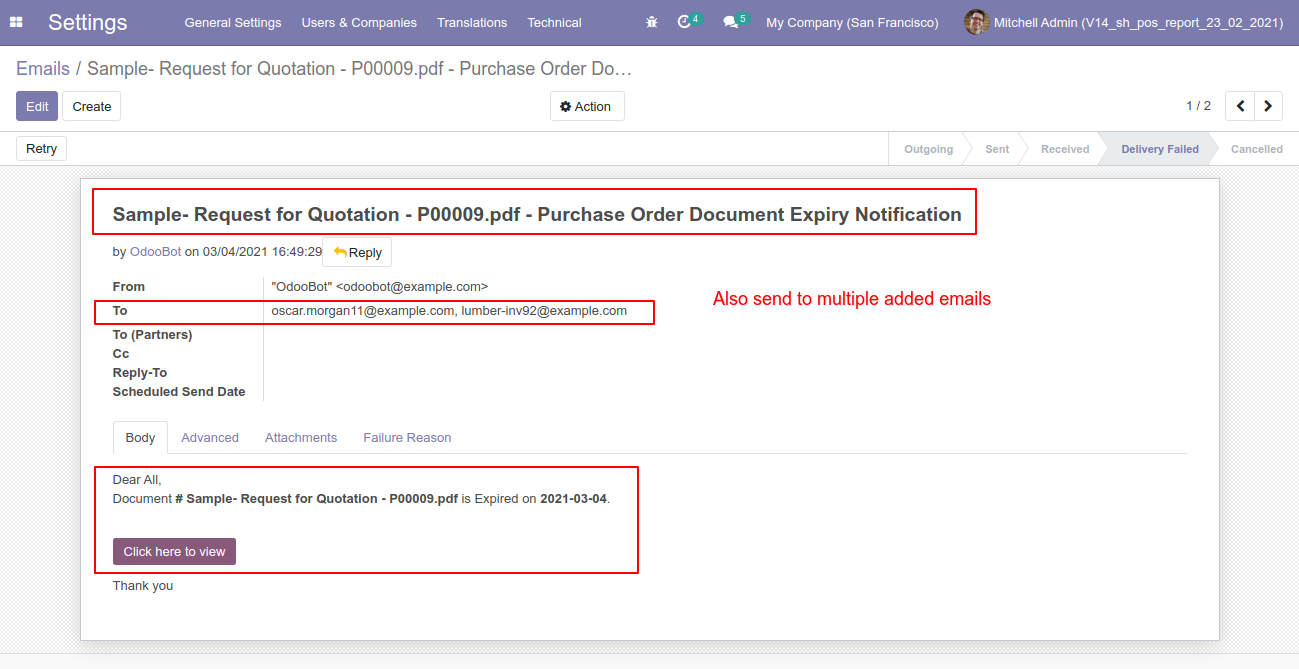 Settings General Settings Users & Companies Translations Technical 4 5 My Company (San Francisco) Mitchell Admin (V14_sh_pos_report_23_02_2021)
Emails / Sample- Request for Quotation - P00009.pdf - Purchase Order Do…
Edit Create Action 1 / 2
Retry Outgoing Sent Received Delivery Failed Cancelled
Sample- Request for Quotation - P00009.pdf - Purchase Order Document Expiry Notification
by OdooBot on 03/04/2021 16:49:29 Reply
From "OdooBot" <odoobot@example.com>
Also send to multiple added emails
To oscar.morgan11@example.com, lumber-inv92@example.com
To (Partners)
Cc
Reply-To
Scheduled Send Date
Body Advanced Attachments Failure Reason
Dear All,
Document # Sample- Request for Quotation - P00009.pdf is Expired on 2021-03-04.
Click here to view
Thank you